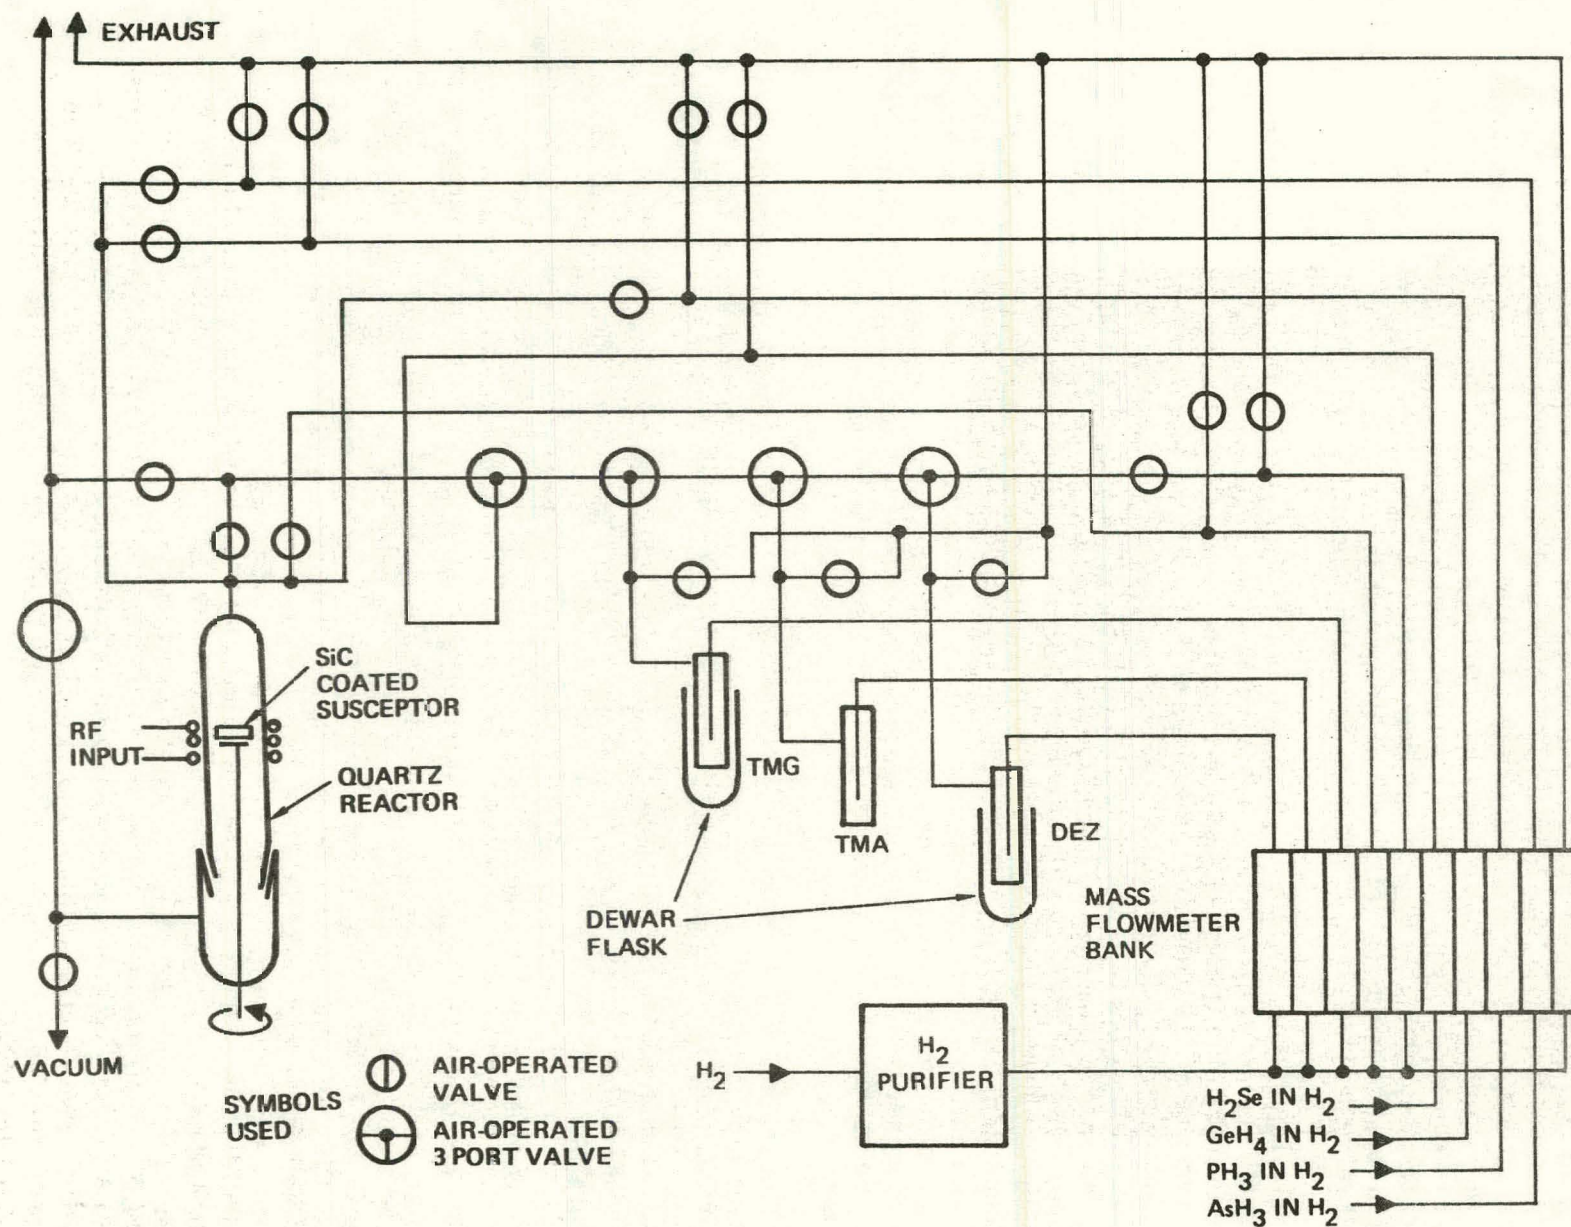 EXHAUST
SiC
COATED
SUSCEPTOR
RF
INPUT
QUARTZ
REACTOR
TMG
TMA
DEZ
DEWAR
FLASK
MASS
FLOWMETER
BANK
VACUUM
SYMBOLS
USED
AIR-OPERATED
VALVE
AIR-OPERATED
3 PORT VALVE
H2
H2
PURIFIER
H2Se IN H2
GeH4 IN H2
PH3 IN H2
AsH3 IN H2